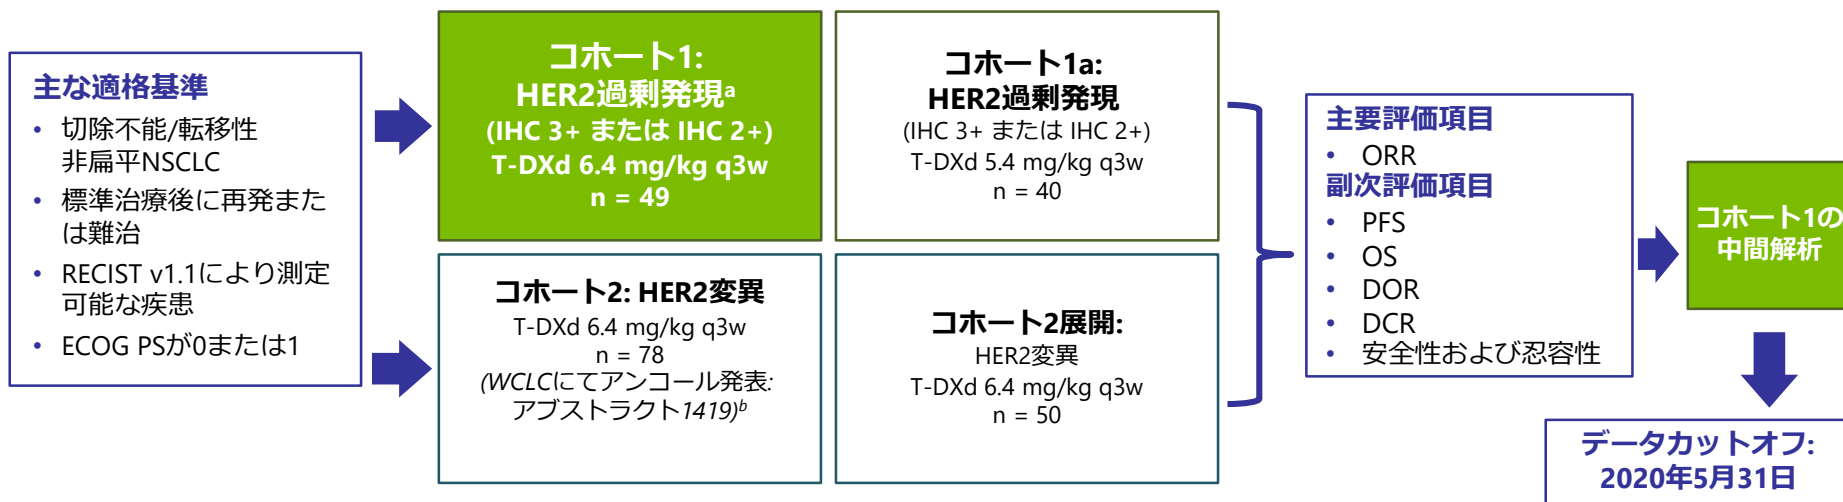 主な適格基準
• 切除不能/転移性
非扁平NSCLC
• 標準治療後に再発また
は難治
• RECIST v1.1により測定
可能な疾患
• ECOG PSが0または1
コホート1:
HER2過剰発現a
(IHC 3+ または IHC 2+)
T-DXd 6.4 mg/kg q3w
n = 49
コホート1a:
HER2過剰発現
(IHC 3+ または IHC 2+)
T-DXd 5.4 mg/kg q3w
n = 40
コホート2: HER2変異
T-DXd 6.4 mg/kg q3w
n = 78
(WCLCにてアンコール発表:
アブストラクト1419)b
コホート2展開:
HER2変異
T-DXd 6.4 mg/kg q3w
n = 50
主要評価項目
• ORR
副次評価項目
• PFS
• OS
• DOR
• DCR
• 安全性および忍容性
コホート1の
中間解析
データカットオフ:
2020年5月31日